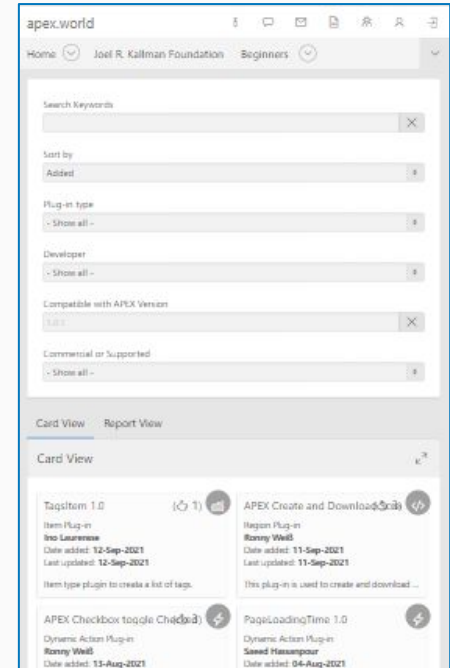 apex.world
Home Joel R. Kallman Foundation Beginners
Search Keywords
Sort by
Added
Plug-in type
- Show all -
Developer
- Show all -
Compatible with APEX Version
Commercial or Supported
- Show all -
Card View Report View
Card View
TagsItem 1.0 1)
Item Plug-in
Ino Laurensse
Date added: 12-Sep-2021
Last updated: 12-Sep-2021
Item type plugin to create a list of tags.
APEX Create and Download
Region Plug-in
Ronny Weiß
Date added: 11-Sep-2021
Last updated: 11-Sep-2021
This plug-in is used to create and download ...
APEX Checkbox toggle
Dynamic Action Plug-in
Ronny Weiß
Date added: 13-Aug-2021
PageLoadingTime 1.0
Dynamic Action Plug-in
Saeed Hassanpour
Date added: 04-Aug-2021